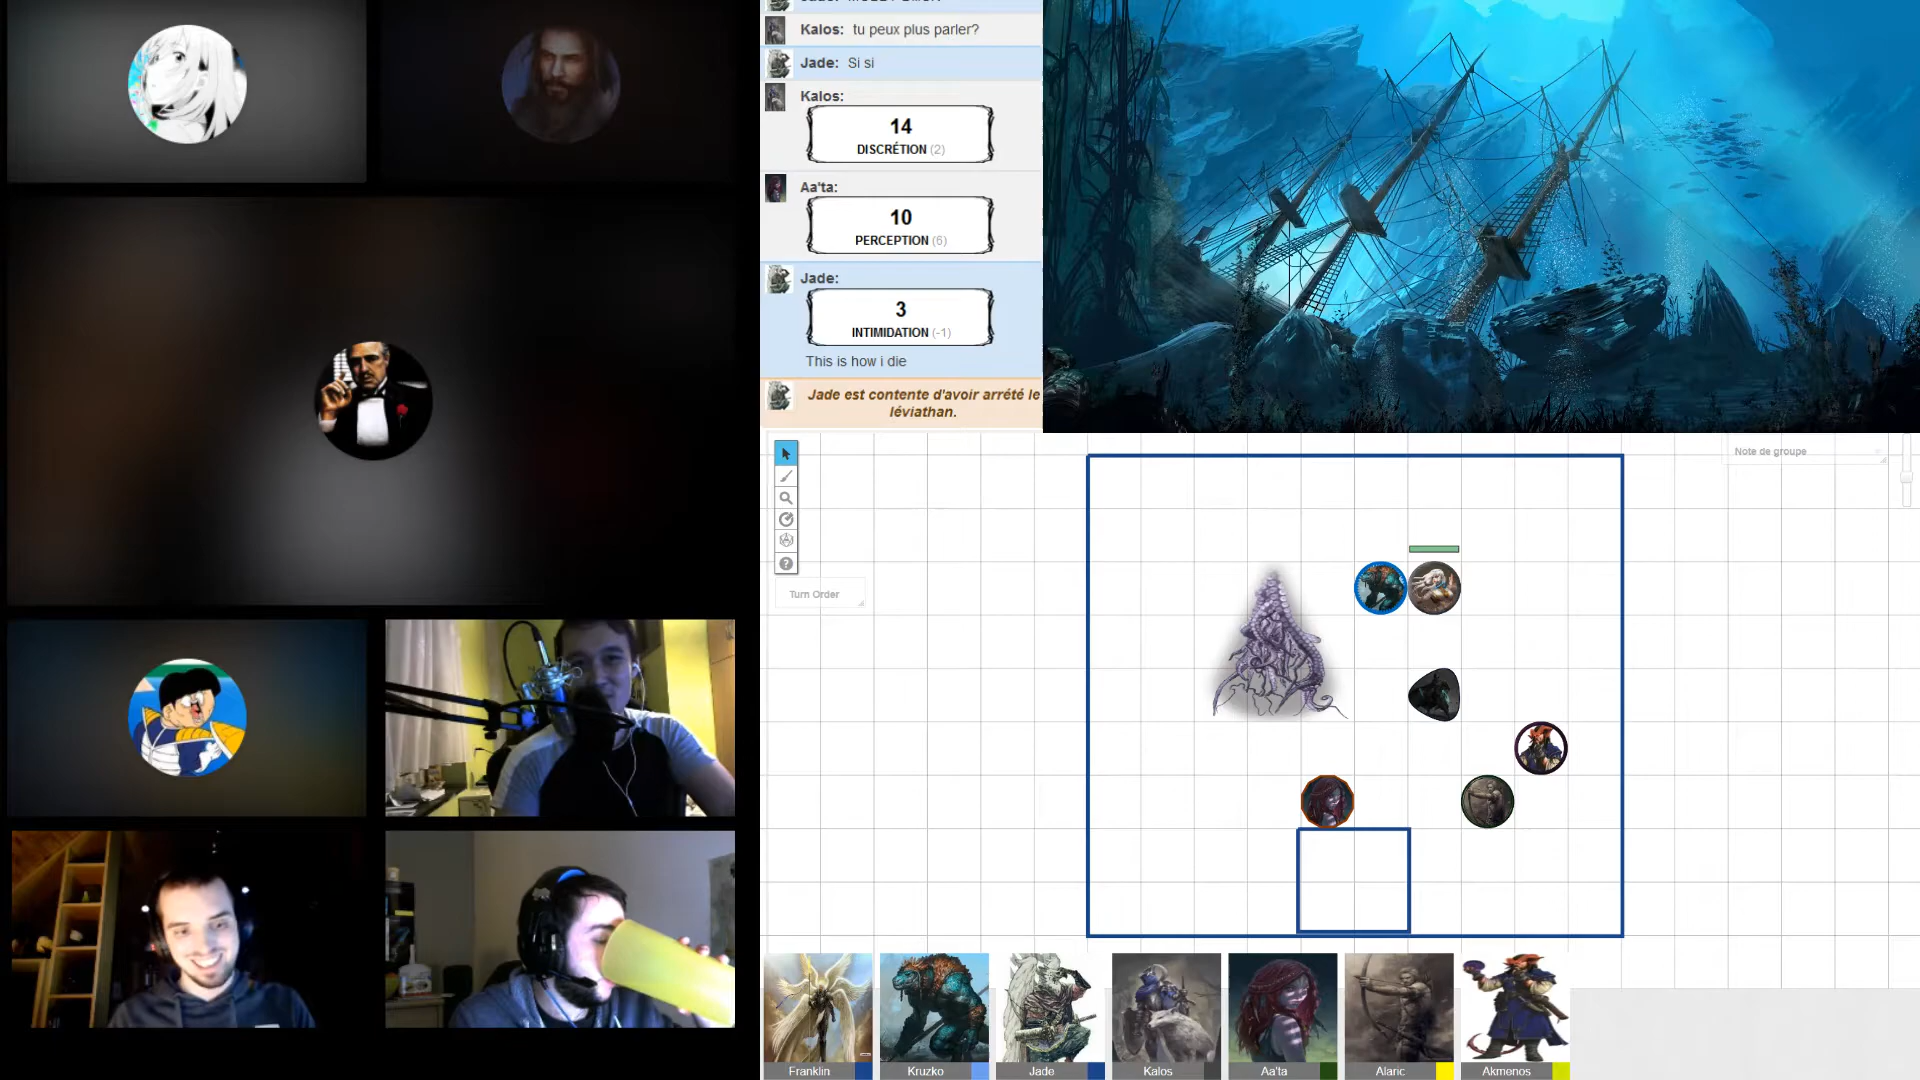 Kalos: tu peux plus parler?
Jade: Si si
Kalos:
14
DISCRÉTION (2)
Aa'ta:
10
PERCEPTION (6)
Jade:
3
INTIMIDATION (-1)
This is how i die
Jade est contente d'avoir arrété le
léviathan.
Note de groupe
Turn Order
Franklin
Kruzko
Jade
Kalos
Aa'ta
Alaric
Akmenos